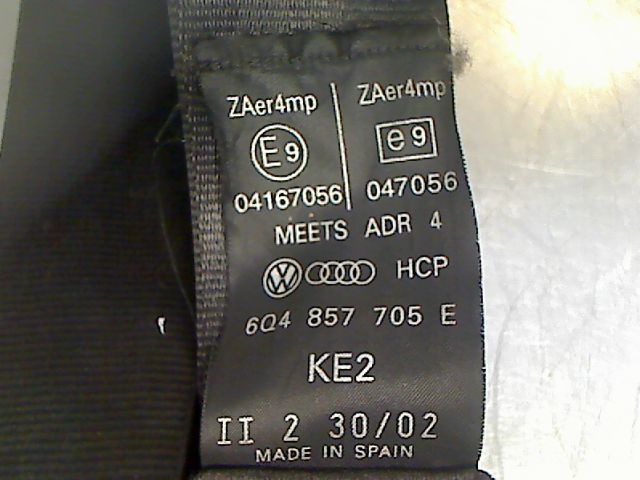 ZAer4mp ZAer4mp
E9 e9
04167056 047056
MEETS ADR 4
VW HCP
6Q4 857 705 E
KE2
II 2 30/02
MADE IN SPAIN